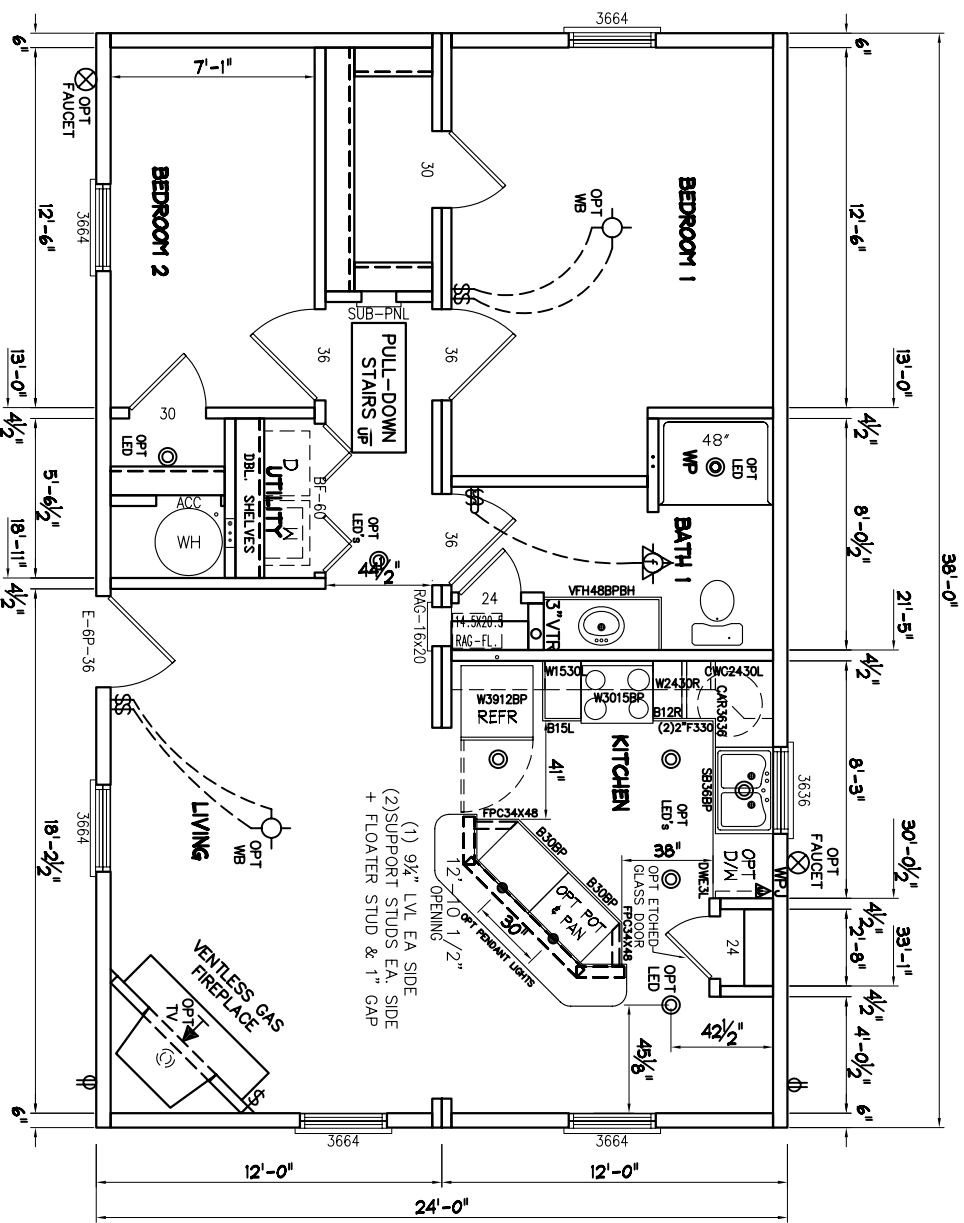 38'-0"
13'-0"
21'-5"
30'-0½"
33'-1"
6"
12'-6"
4½"
8'-0½"
4½"
8'-3"
4½"
2'-8"
4½"
4'-0½"
6"
3664
3636
OPT
FAUCET
WPJ
BEDROOM 1
OPT
WB
$$
30
36
48"
OPT
LED
WP
BATH 1
VFH48BPBH
3"VTR
24
14.5X20.5
RAG-FL.
$$
36
CWC2430L
CAR3636
W2430R
W1530L
W3015BP
B12R
(2)2"F330
B15L
W3912BP
REFR
SB36BP
KITCHEN
OPT
LED's
OPT
D/W
DWE3L
41"
38"
OPT ETCHED
GLASS DOOR
24
FPC34X48
B30BP
B30BP
FPC34X48
OPT POT
& PAN
30"
OPT PENDANT LIGHTS
OPT
LED
42½"
45⅛"
12'-10 1/2"
OPENING
(1) 9¼" LVL EA SIDE
(2)SUPPORT STUDS EA. SIDE
+ FLOATER STUD & 1" GAP
RAG-16x20
44½"
SUB-PNL
PULL-DOWN
STAIRS UP
36
BF-60
OPT
LED's
D
W
UTILITY
DBL. SHELVES
ACC
WH
30
OPT
LED
BEDROOM 2
7'-1"
3664
OPT
FAUCET
E-6P-36
$$
LIVING
OPT
WB
3664
VENTLESS GAS
FIREPLACE
OPT
TV
$
3664
3664
12'-0"
12'-0"
24'-0"
6"
12'-6"
4½"
5'-6½"
4½"
18'-2½"
6"
13'-0"
18'-11"